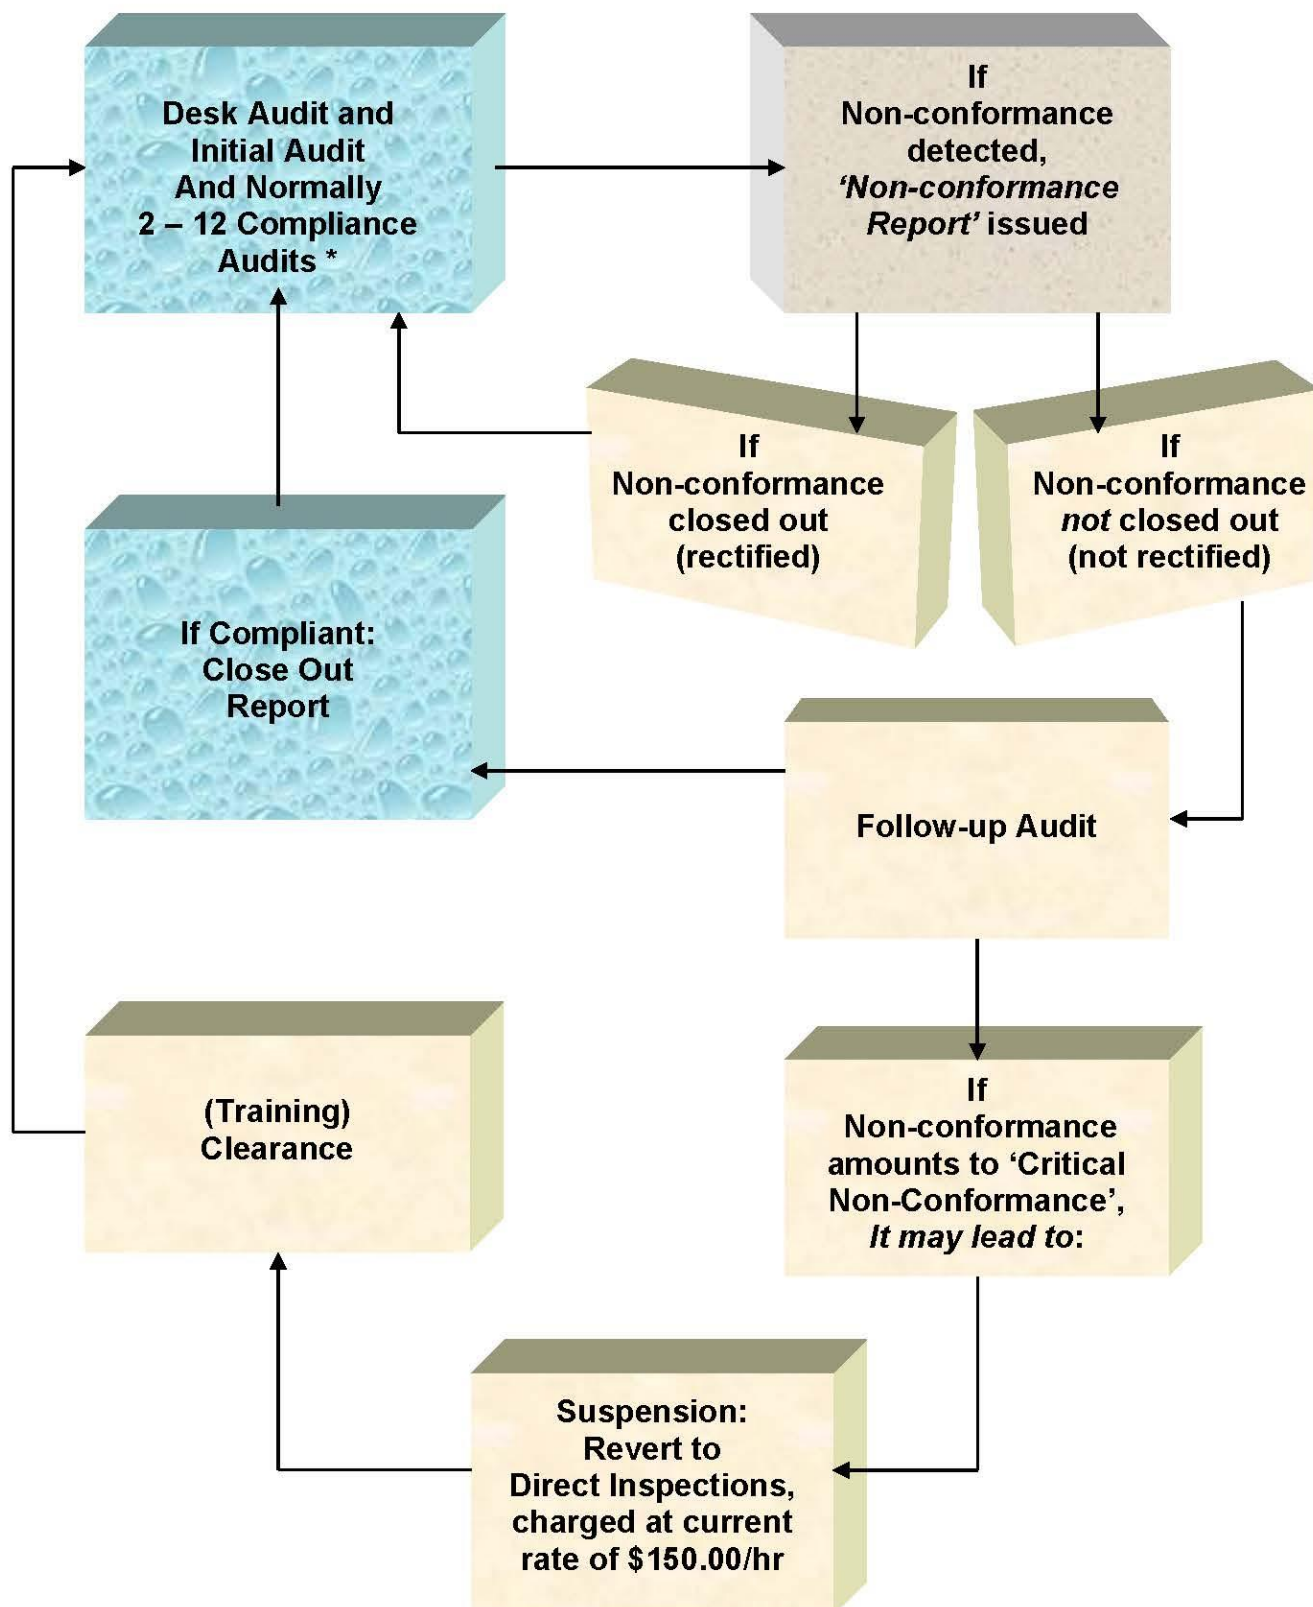 Desk Audit and
Initial Audit
And Normally
2 – 12 Compliance
Audits *
If
Non-conformance
detected,
‘Non-conformance
Report’ issued
If
Non-conformance
closed out
(rectified)
If
Non-conformance
not closed out
(not rectified)
If Compliant:
Close Out
Report
Follow-up Audit
(Training)
Clearance
If
Non-conformance
amounts to ‘Critical
Non-Conformance’,
It may lead to:
Suspension:
Revert to
Direct Inspections,
charged at current
rate of $150.00/hr